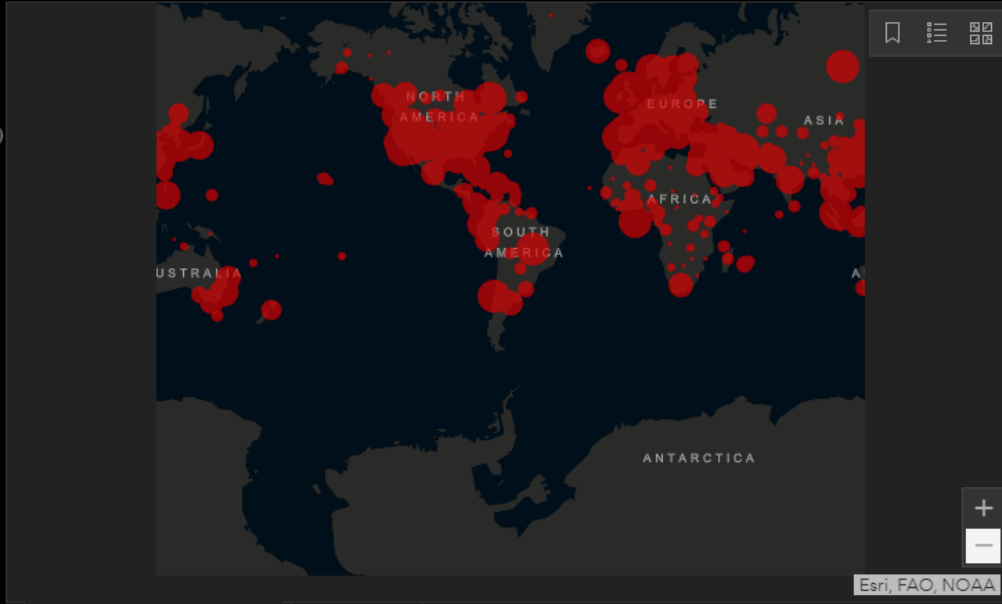 NORTH
AMERICA
EUROPE
ASIA
AFRICA
SOUTH
AMERICA
USTRALIA
A
ANTARCTICA
Esri, FAO, NOAA